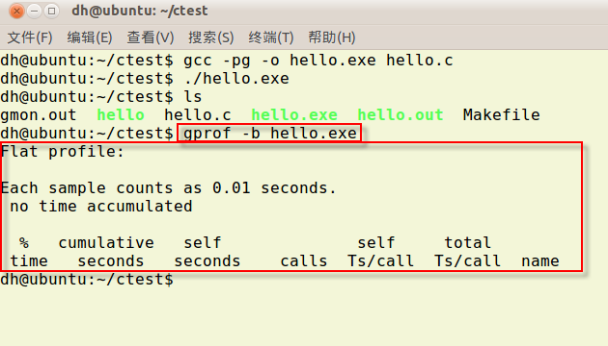 dh@ubuntu: ~/ctest
文件(F) 编辑(E) 查看(V) 搜索(S) 终端(T) 帮助(H)
dh@ubuntu:~/ctest$ gcc -pg -o hello.exe hello.c
dh@ubuntu:~/ctest$ ./hello.exe
dh@ubuntu:~/ctest$ ls
gmon.out  hello  hello.c  hello.exe  hello.out  Makefile
dh@ubuntu:~/ctest$ gprof -b hello.exe
Flat profile:
Each sample counts as 0.01 seconds.
 no time accumulated
  %   cumulative   self              self     total
 time   seconds   seconds    calls  Ts/call  Ts/call  name
dh@ubuntu:~/ctest$